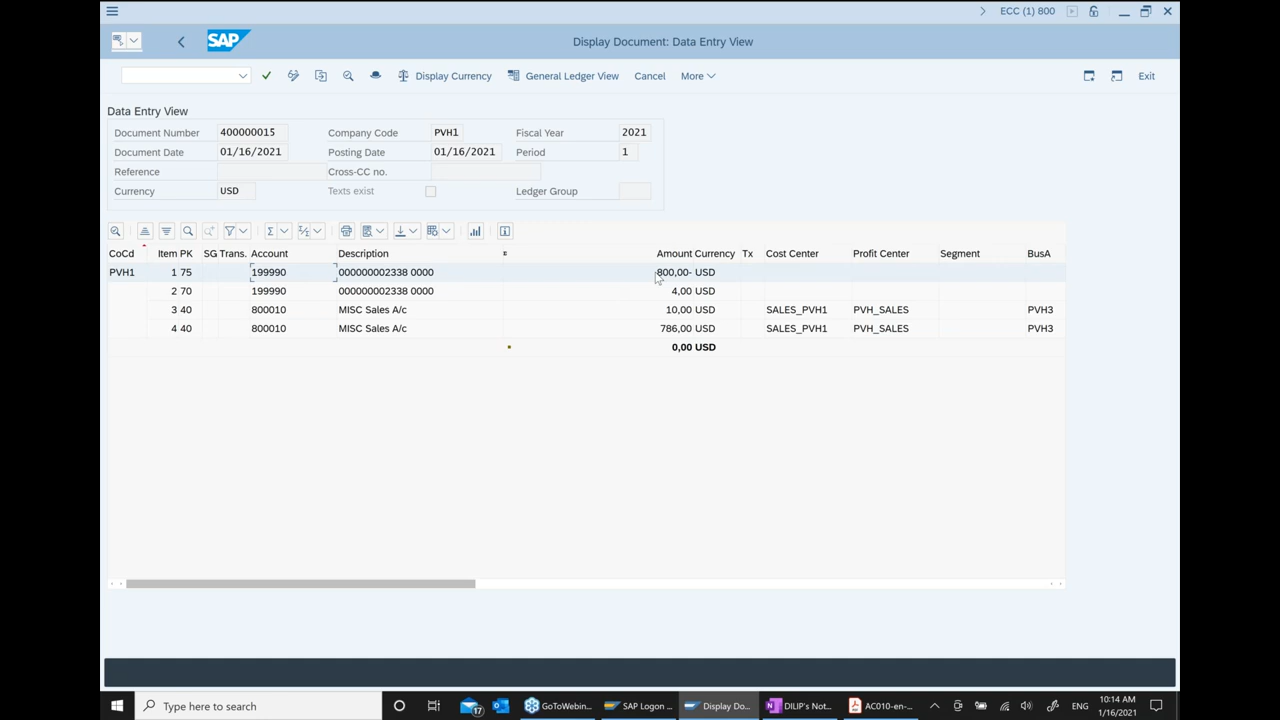 ECC (1) 800
SAP Display Document: Data Entry View
Display Currency General Ledger View Cancel More Exit
Data Entry View
Document Number 400000015 Company Code PVH1 Fiscal Year 2021
Document Date 01/16/2021 Posting Date 01/16/2021 Period 1
Reference Cross-CC no.
Currency USD Texts exist Ledger Group
CoCd Item PK SG Trans. Account Description Σ Amount Currency Tx Cost Center Profit Center Segment BusA
PVH1 1 75 199990 000000002338 0000 800,00- USD
2 70 199990 000000002338 0000 4,00 USD
3 40 800010 MISC Sales A/c 10,00 USD SALES_PVH1 PVH_SALES PVH3
4 40 800010 MISC Sales A/c 786,00 USD SALES_PVH1 PVH_SALES PVH3
0,00 USD
Type here to search 17 GoToWebin... SAP Logon ... Display Do... DILIP's Not... AC010-en-... ENG 10:14 AM
1/16/2021